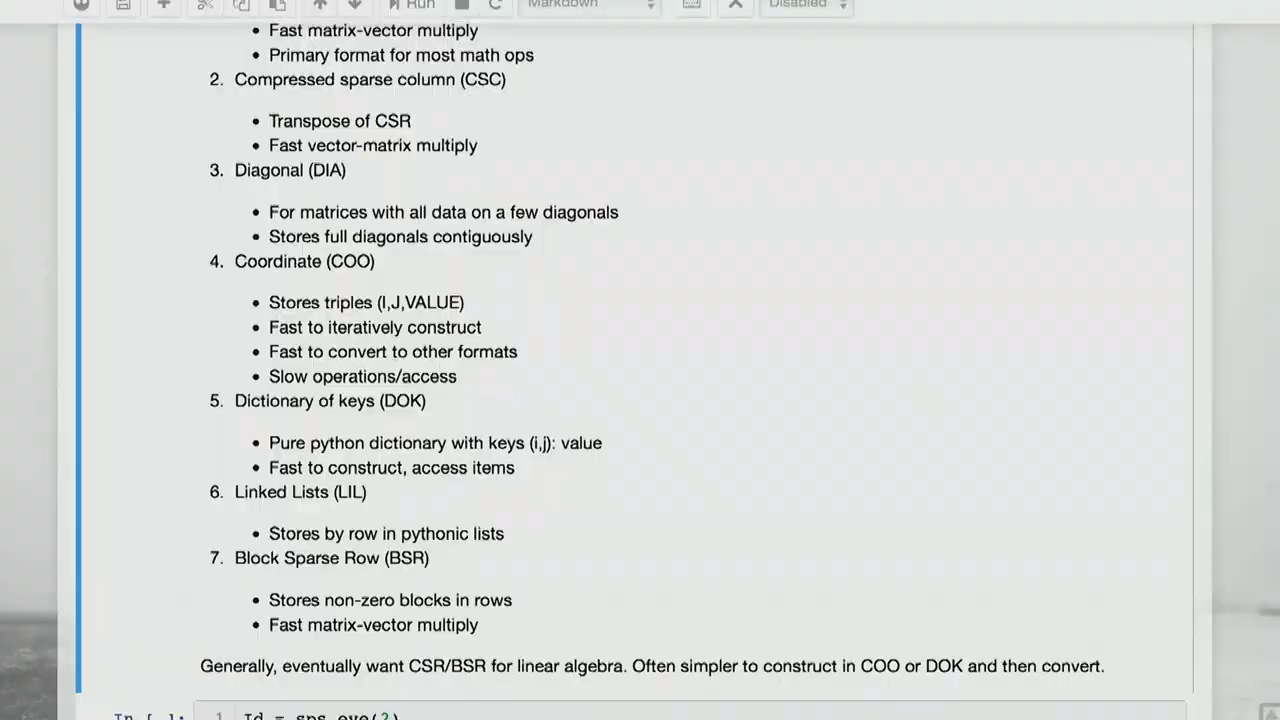 Run
Markdown
Disabled
• Fast matrix-vector multiply
• Primary format for most math ops
2. Compressed sparse column (CSC)
• Transpose of CSR
• Fast vector-matrix multiply
3. Diagonal (DIA)
• For matrices with all data on a few diagonals
• Stores full diagonals contiguously
4. Coordinate (COO)
• Stores triples (I,J,VALUE)
• Fast to iteratively construct
• Fast to convert to other formats
• Slow operations/access
5. Dictionary of keys (DOK)
• Pure python dictionary with keys (i,j): value
• Fast to construct, access items
6. Linked Lists (LIL)
• Stores by row in pythonic lists
7. Block Sparse Row (BSR)
• Stores non-zero blocks in rows
• Fast matrix-vector multiply
Generally, eventually want CSR/BSR for linear algebra. Often simpler to construct in COO or DOK and then convert.
In [ ]: 1 Id = sps.eye(2)